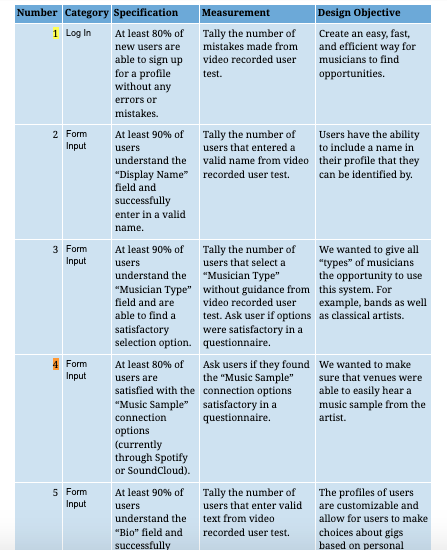 Number Category Specification Measurement Design Objective
1 Log In At least 80% of Tally the number of Create an easy, fast,
new users are mistakes made from and efficient way for
able to sign up video recorded user musicians to find
for a profile test. opportunities.
without any
errors or
mistakes.
2 Form At least 90% of Tally the number of Users have the ability
Input users users that entered a to include a name in
understand the valid name from video their profile that they
“Display Name” recorded user test. can be identified by.
field and
successfully
enter in a valid
name.
3 Form At least 90% of Tally the number of We wanted to give all
Input users users that select a “types” of musicians
understand the “Musician Type” the opportunity to use
“Musician Type” without guidance from this system. For
field and are video recorded user example, bands as well
able to find a test. Ask user if options as classical artists.
satisfactory were satisfactory in a
selection option. questionnaire.
4 Form At least 80% of Ask users if they found We wanted to make
Input users are the “Music Sample” sure that venues were
satisfied with the connection options able to easily hear a
“Music Sample” satisfactory in a music sample from the
connection questionnaire. artist.
options
(currently
through Spotify
or SoundCloud).
5 Form At least 90% of Tally the number of The profiles of users
Input users users that enter valid are customizable and
understand the text from video allow for users to make
“Bio” field and recorded user test. choices about gigs
successfully based on personal